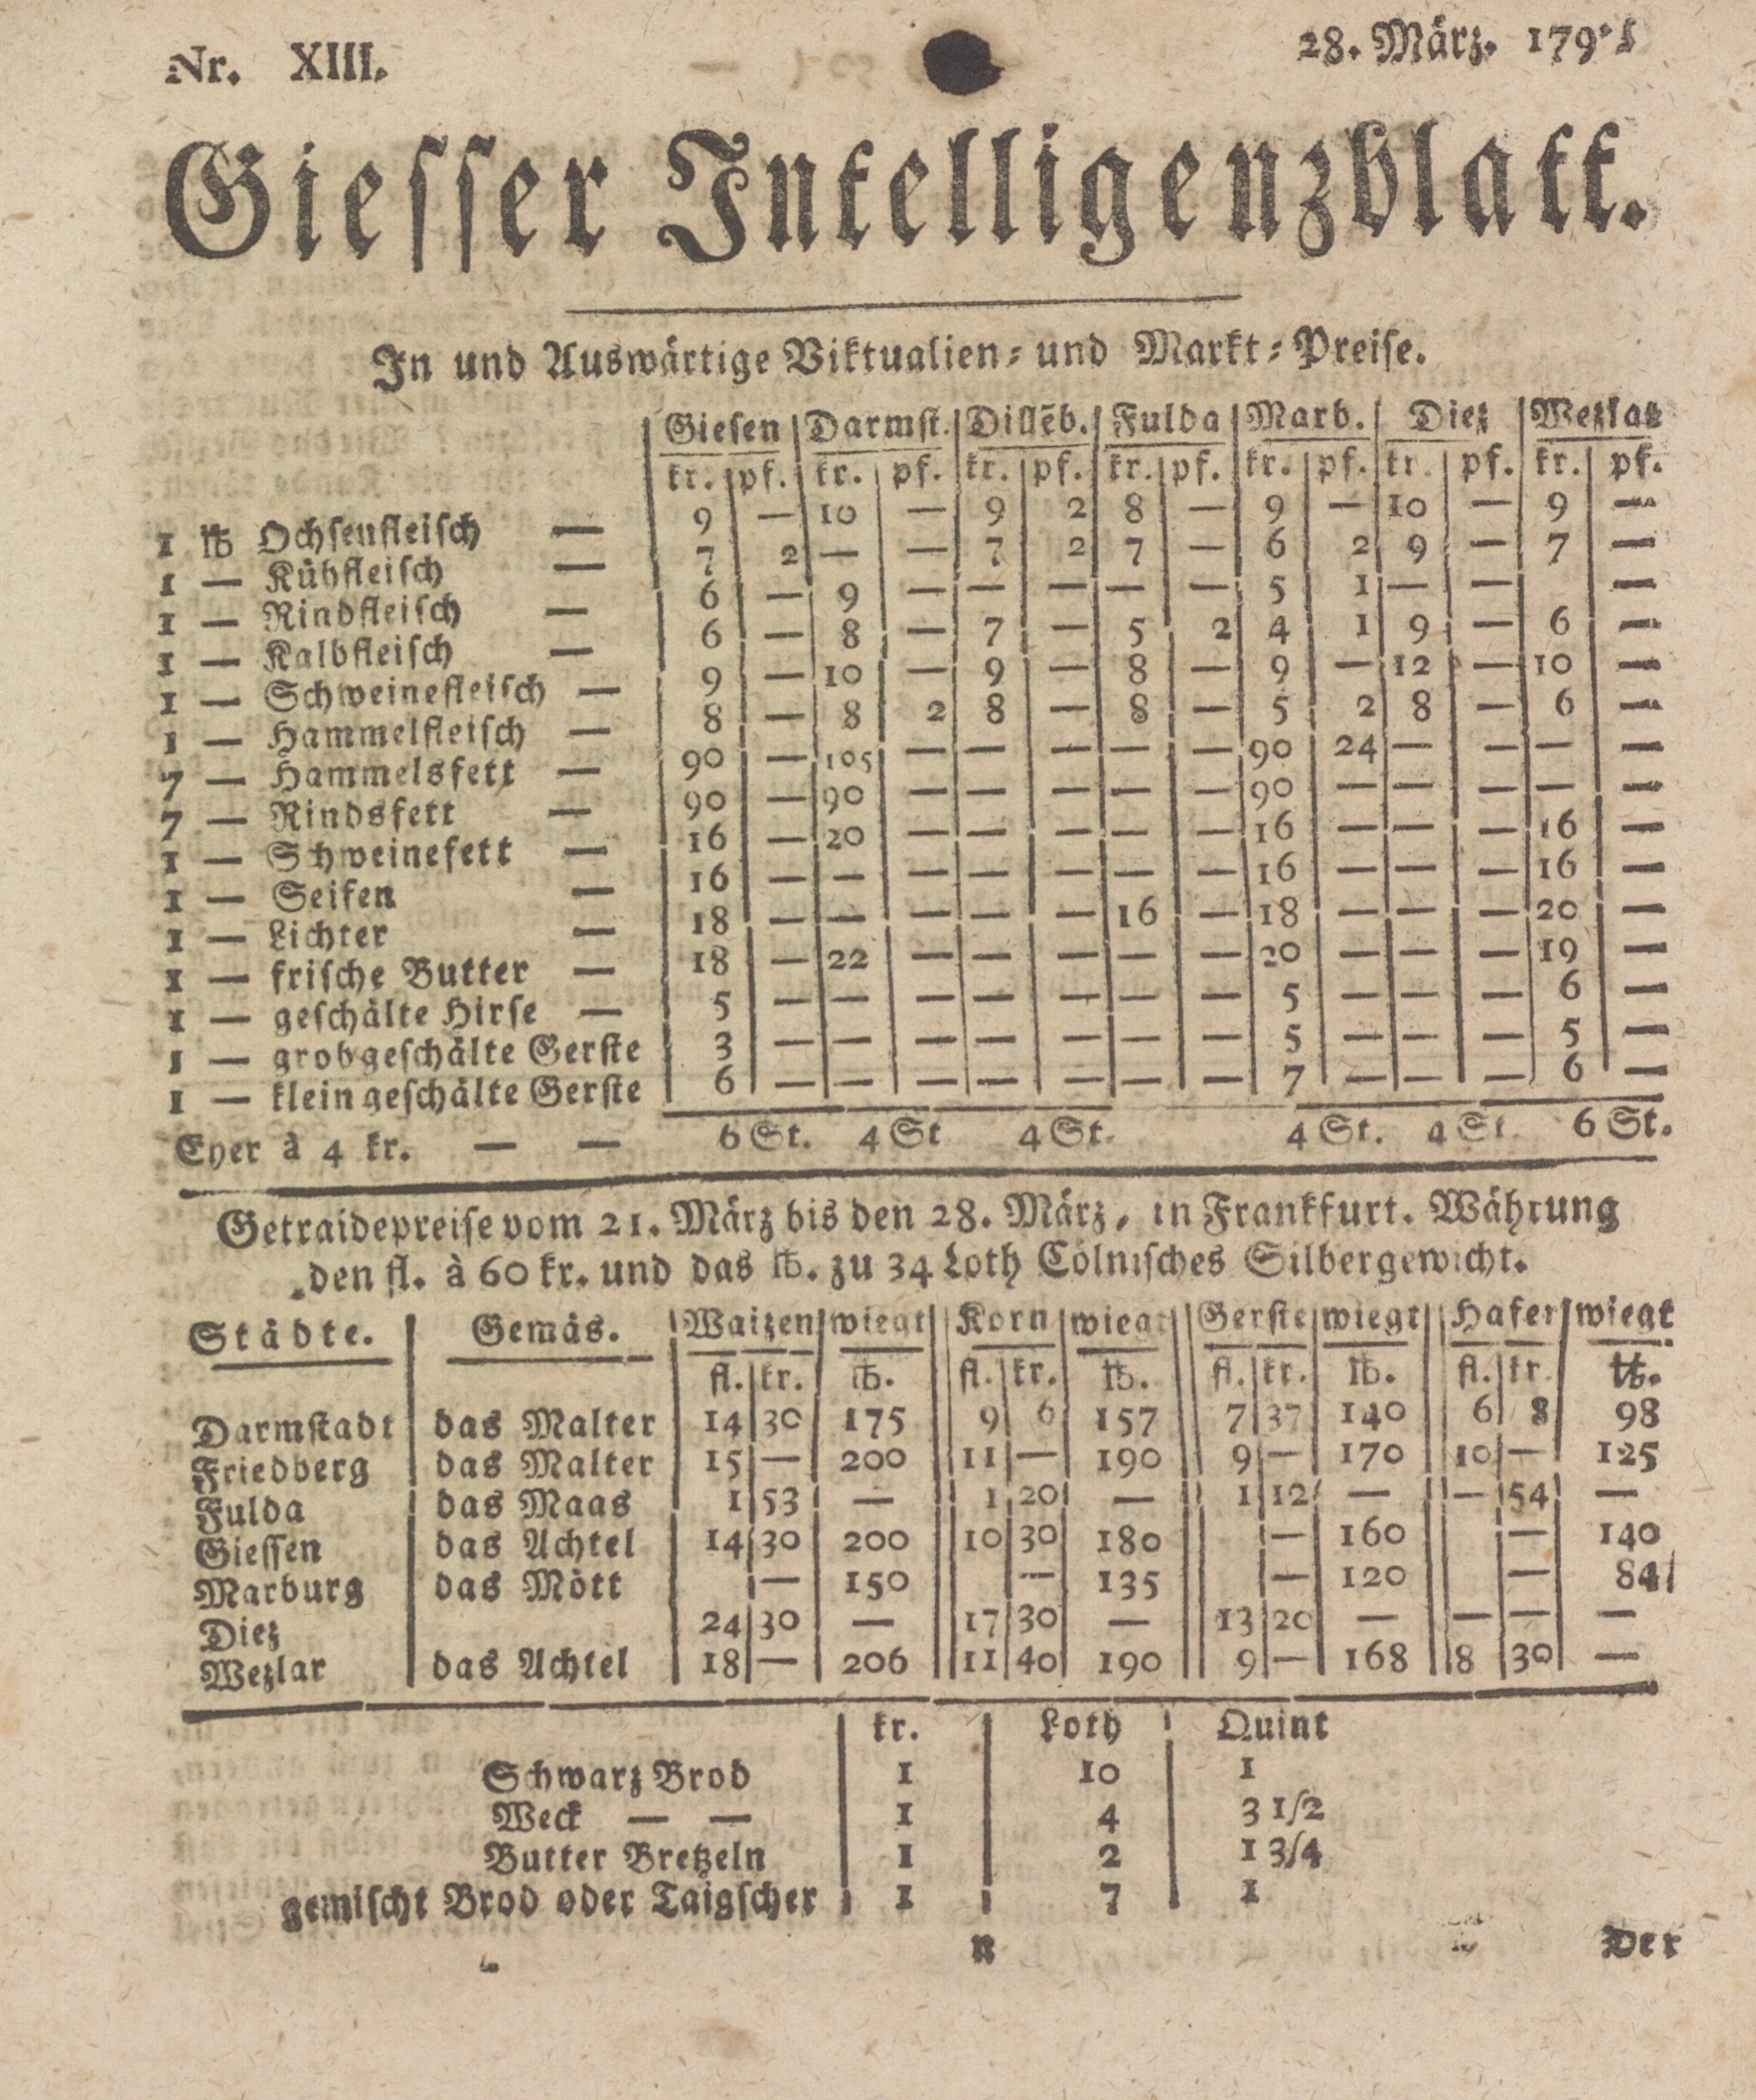 Nr. XIII. 28. März. 179
Giesser Intelligenzblatt.
In und Auswärtige Viktualien- und Markt-Preise.
Giesen Darmst. Dillēb. Fulda Marb. Diez Wezlar
kr. pf. kr. pf. kr. pf. kr. pf. kr. pf. kr. pf. kr. pf.
1 ℔ Ochsenfleisch — 9 — 10 — 9 2 8 — 9 — 10 — 9 —
1 — Kühfleisch — 7 2 — — 7 2 7 — 6 2 9 — 7 —
1 — Rindfleisch — 6 — 9 — — — — — 5 1 — — —
1 — Kalbfleisch — 6 — 8 — 7 — 5 2 4 1 9 — 6 —
1 — Schweinefleisch — 9 — 10 — 9 — 8 — 9 — 12 — 10 —
1 — Hammelfleisch — 8 — 8 2 8 — 8 — 5 2 8 — 6 —
7 — Hammelsfett — 90 — 105 — — — — — 90 24 — — — —
7 — Rindsfett — 90 — 90 — — — — — 90 — — — — —
1 — Schweinefett — 16 — 20 — — — — — 16 — — — 16 —
1 — Seifen — 16 — — — — — — — 16 — — — 16 —
1 — Lichter — 18 — — — — — 16 — 18 — — — 20 —
1 — frische Butter — 18 — 22 — — — — — 20 — — — 19 —
1 — geschälte Hirse — 5 — — — — — — — 5 — — — 6 —
1 — grobgeschälte Gerste 3 — — — — — — — 5 — — — 5 —
1 — klein geschälte Gerste 6 — — — — — — — 7 — — — 6 —
Eyer à 4 kr. — — 6 St. 4 St 4 St. 4 St. 4 St. 6 St.
Getraidepreise vom 21. März bis den 28. März, in Frankfurt. Währung
den fl. à 60 kr. und das ℔. zu 34 Loth Cölnisches Silbergewicht.
Städte. Gemäs. Waizen wiegt Korn wiegt Gerste wiegt Hafer wiegt
fl. kr. ℔. fl. kr. ℔. fl. kr. ℔. fl. kr. ℔.
Darmstadt das Malter 14 30 175 9 6 157 7 37 140 6 8 98
Friedberg das Malter 15 — 200 11 — 190 9 — 170 10 — 125
Fulda das Maas 1 53 — 1 20 — 1 12 — — 54 —
Giessen das Achtel 14 30 200 10 30 180 — 160 — 140
Marburg das Mött — 150 — 135 — 120 — 84
Diez 24 30 — 17 30 — 13 20 — — — —
Wezlar das Achtel 18 — 206 11 40 190 9 — 168 8 30 —
kr. Loth Quint
Schwarz Brod 1 10 1
Weck — — 1 4 3 1/2
Butter Bretzeln 1 2 1 3/4
gemischt Brod oder Taigscher 1 7 1
N Der